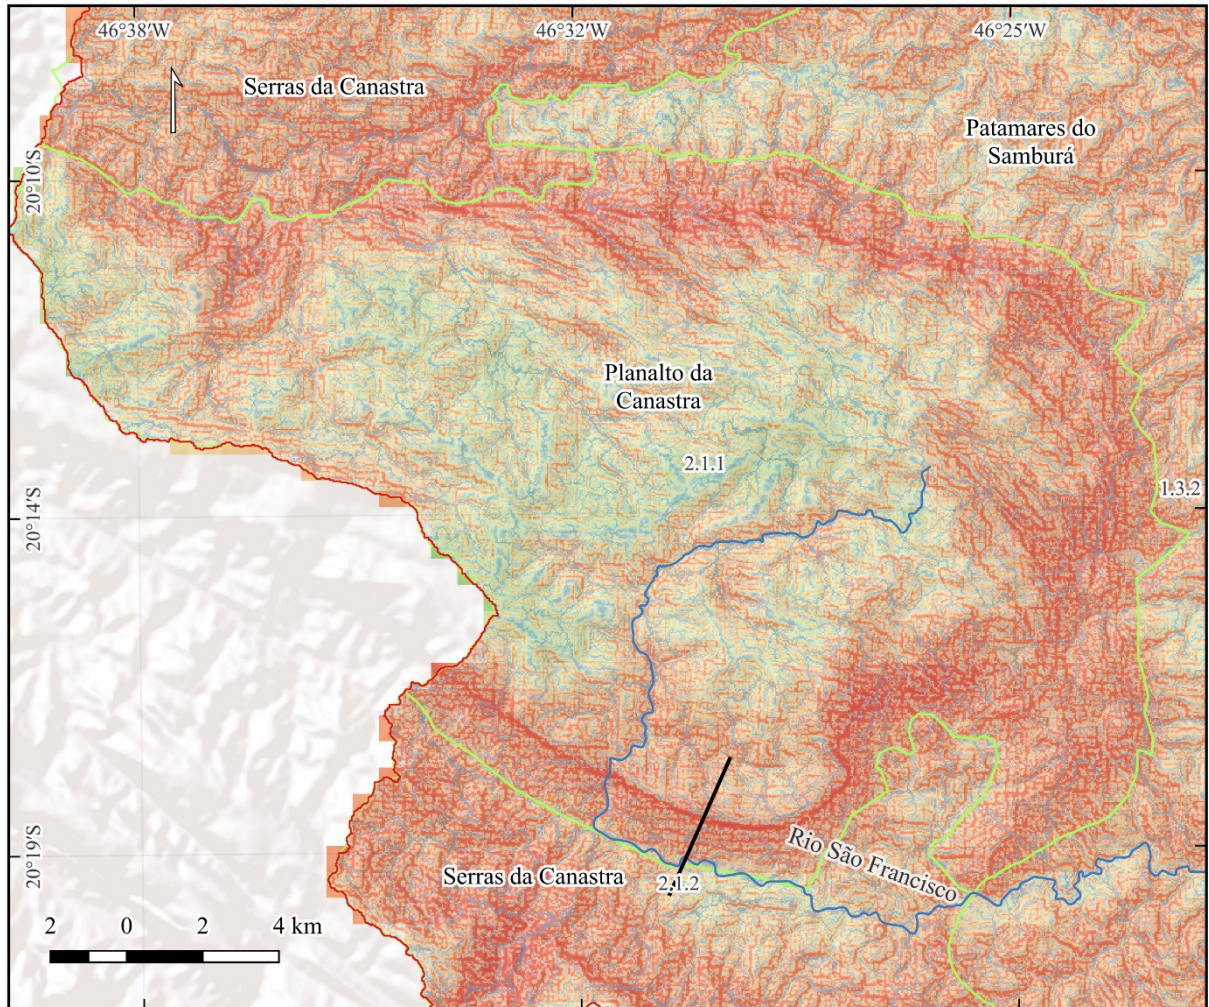 46°38′W
46°32′W
46°25′W
Serras da Canastra
Patamares do
Samburá
20°10′S
Planalto da
Canastra
2.1.1
1.3.2
20°14′S
Rio São Francisco
20°19′S
Serras da Canastra
2.1.2
2 0 2 4 km